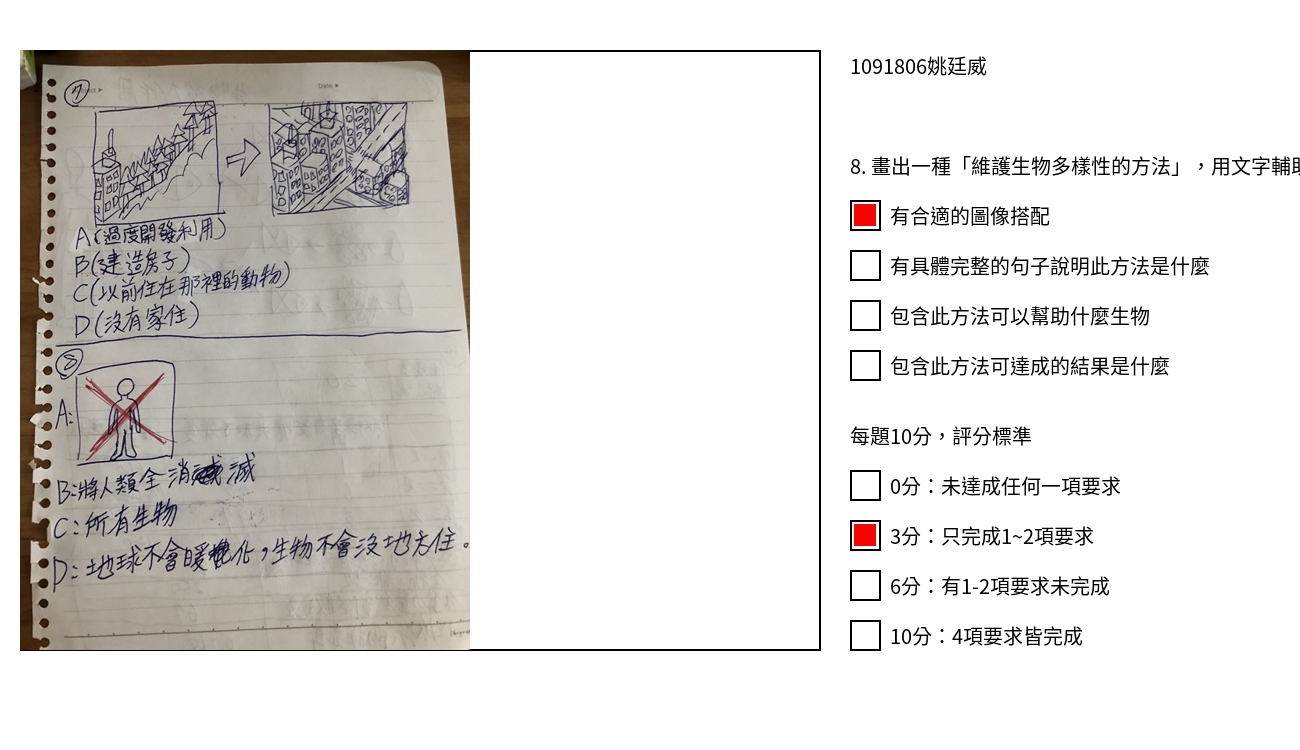 ⑦
Date ▸
A(過度開發利用)
B(建造房子)
C(以前住在那裡的動物)
D(沒有家住)
⑧
A:
B:將人類全消滅
C:所有生物
D:地球不會暖化,生物不會沒地方住。
1091806姚廷威
8. 畫出一種「維護生物多樣性的方法」，用文字輔助
有合適的圖像搭配
有具體完整的句子說明此方法是什麼
包含此方法可以幫助什麼生物
包含此方法可達成的結果是什麼
每題10分，評分標準
0分：未達成任何一項要求
3分：只完成1~2項要求
6分：有1-2項要求未完成
10分：4項要求皆完成